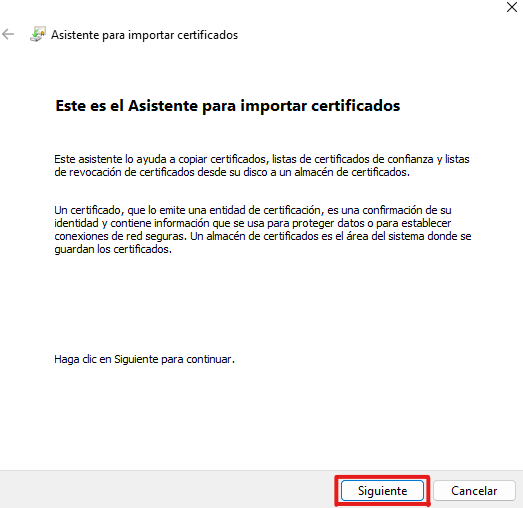 Asistente para importar certificados
Este es el Asistente para importar certificados
Este asistente lo ayuda a copiar certificados, listas de certificados de confianza y listas
de revocación de certificados desde su disco a un almacén de certificados.
Un certificado, que lo emite una entidad de certificación, es una confirmación de su
identidad y contiene información que se usa para proteger datos o para establecer
conexiones de red seguras. Un almacén de certificados es el área del sistema donde se
guardan los certificados.
Haga clic en Siguiente para continuar.
Siguiente
Cancelar